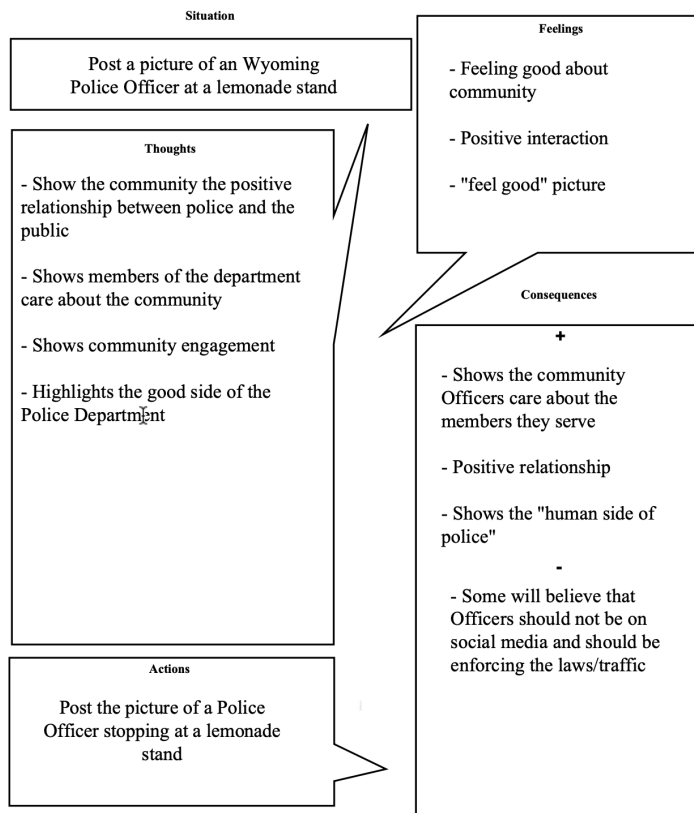 Situation
Post a picture of an Wyoming
Police Officer at a lemonade stand
Thoughts
- Show the community the positive
relationship between police and the
public
- Shows members of the department
care about the community
- Shows community engagement
- Highlights the good side of the
Police Department
Actions
Post the picture of a Police
Officer stopping at a lemonade
stand
Feelings
- Feeling good about
community
- Positive interaction
- "feel good" picture
Consequences
+
- Shows the community
Officers care about the
members they serve
- Positive relationship
- Shows the "human side of
police"
-
- Some will believe that
Officers should not be on
social media and should be
enforcing the laws/traffic